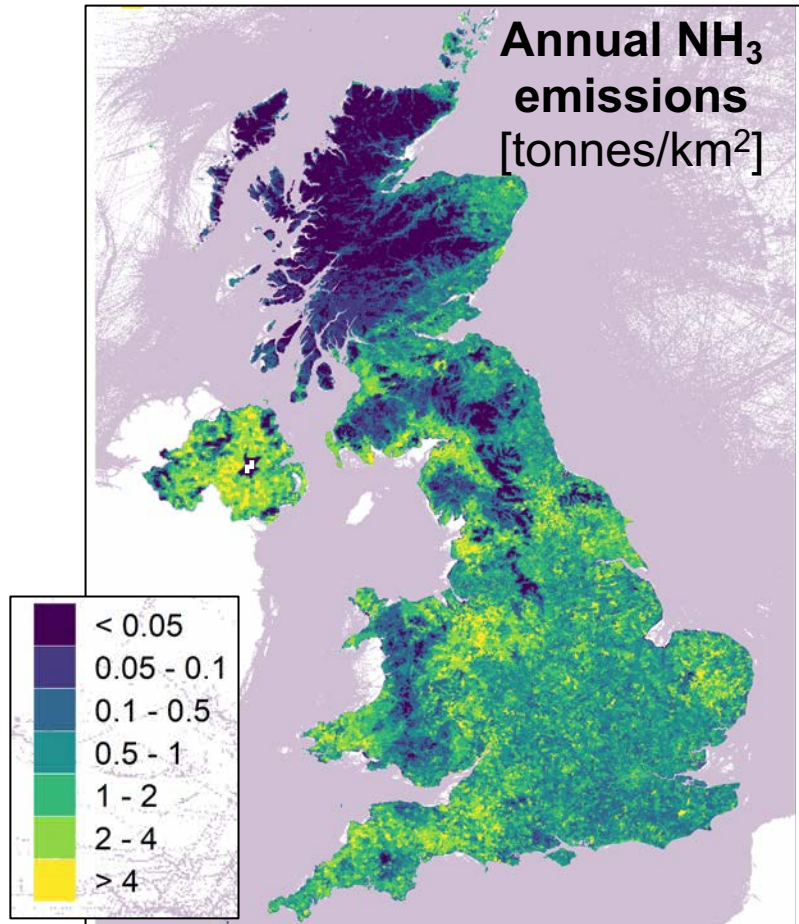 Annual NH₃
emissions
[tonnes/km²]
< 0.05
0.05 - 0.1
0.1 - 0.5
0.5 - 1
1 - 2
2 - 4
> 4